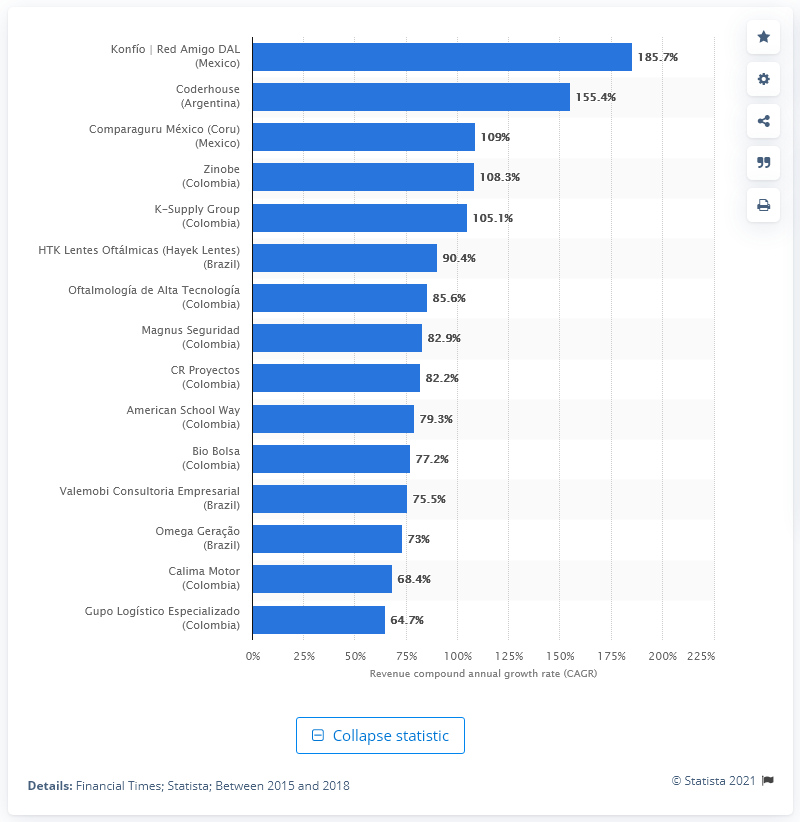 Konfío | Red Amigo DAL
(Mexico)
185.7%
Coderhouse
(Argentina)
155.4%
Comparaguru México (Coru)
(Mexico)
109%
Zinobe
(Colombia)
108.3%
K-Supply Group
(Colombia)
105.1%
HTK Lentes Oftálmicas (Hayek Lentes)
(Brazil)
90.4%
Oftalmología de Alta Tecnología
(Colombia)
85.6%
Magnus Seguridad
(Colombia)
82.9%
CR Proyectos
(Colombia)
82.2%
American School Way
(Colombia)
79.3%
Bio Bolsa
(Colombia)
77.2%
Valemobi Consultoria Empresarial
(Brazil)
75.5%
Omega Geração
(Brazil)
73%
Calima Motor
(Colombia)
68.4%
Gupo Logístico Especializado
(Colombia)
64.7%
0% 25% 50% 75% 100% 125% 150% 175% 200% 225%
Revenue compound annual growth rate (CAGR)
Collapse statistic
© Statista 2021
Details: Financial Times; Statista; Between 2015 and 2018